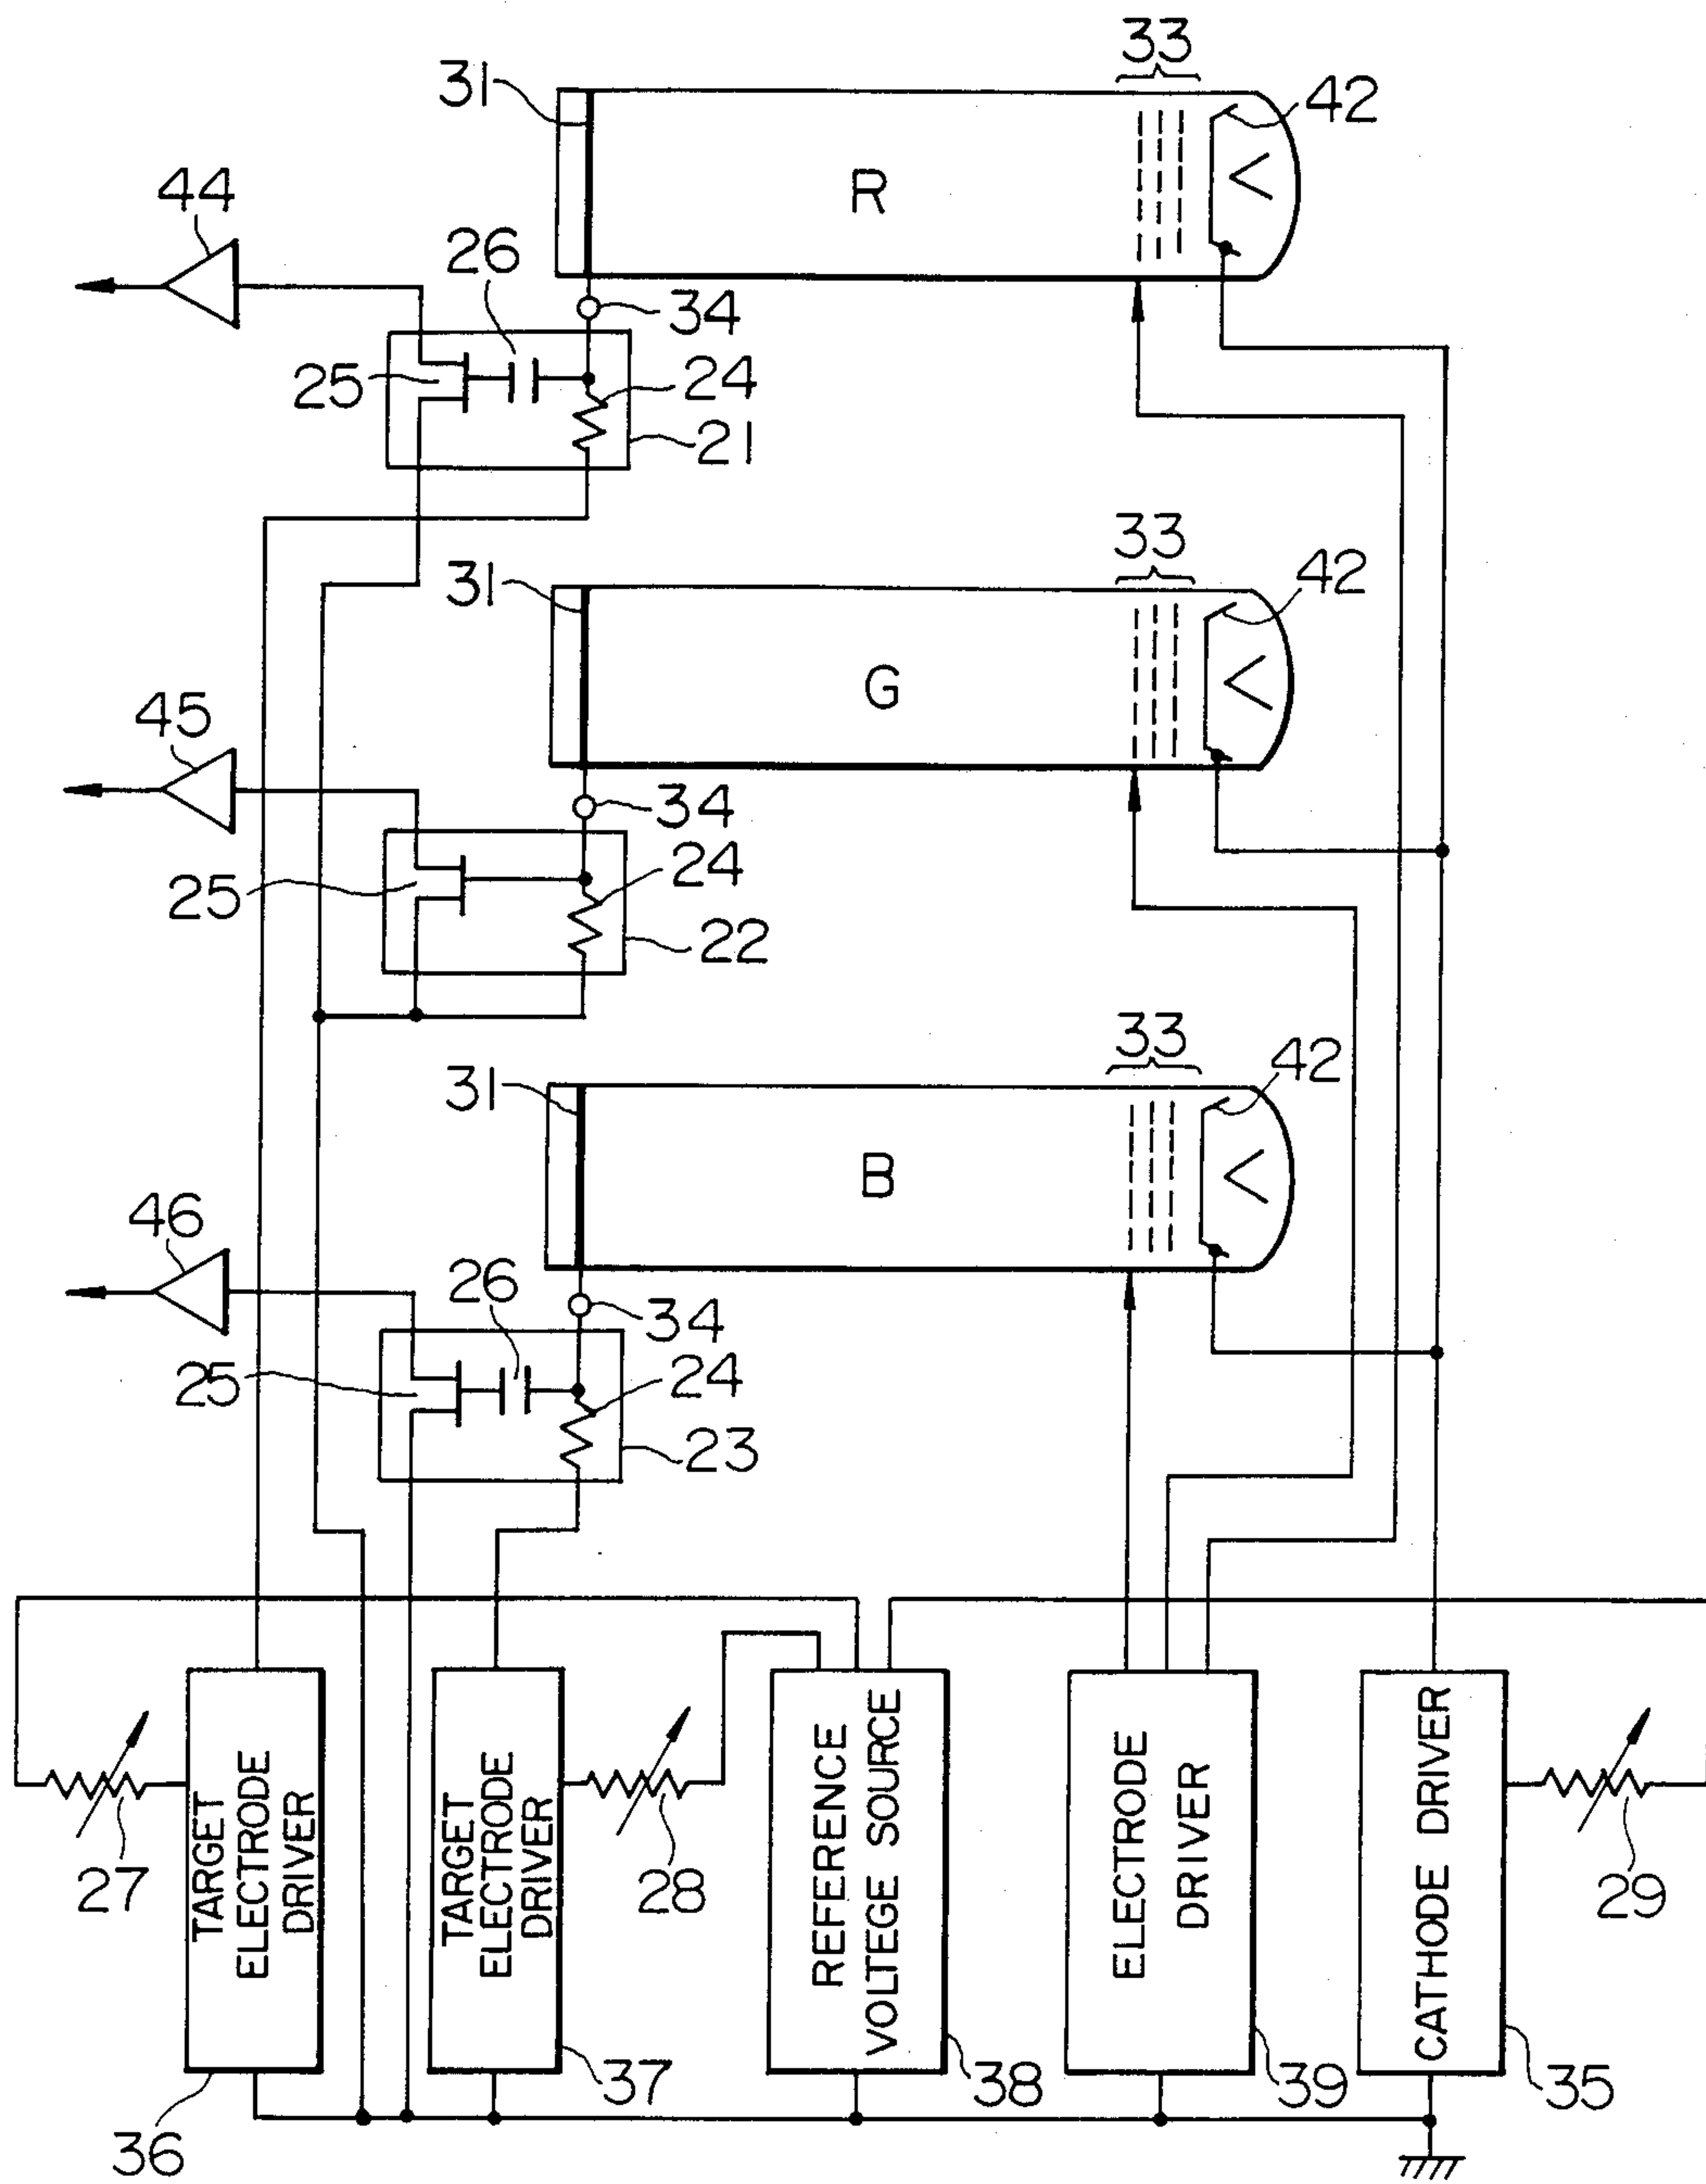 33
31
42
R
44
26
34
25
24
21
33
31
42
G
45
34
24
25
22
33
31
42
B
46
26
34
25
24
23
TARGET
ELECTRODE
DRIVER
TARGET
ELECTRODE
DRIVER
REFERENCE
VOLTEGE SOURCE
ELECTRODE
DRIVER
CATHODE DRIVER
27
28
29
36
37
38
39
35